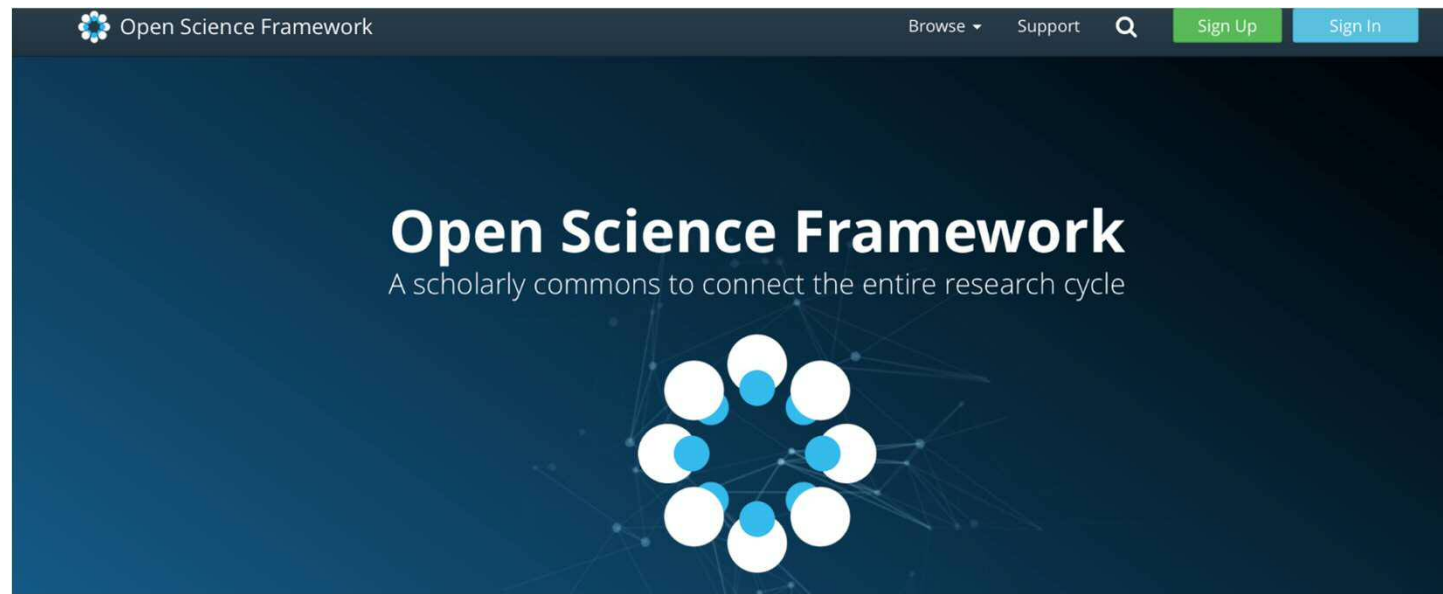 Open Science Framework
Browse
Support
Sign Up
Sign In
Open Science Framework
A scholarly commons to connect the entire research cycle